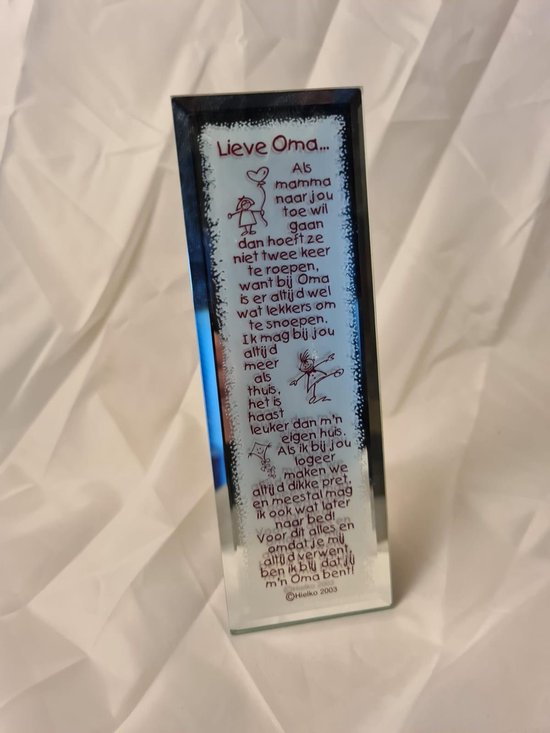 Lieve Oma...
Als
mamma
naar jou
toe wil
gaan
dan hoeft ze
niet twee keer
te roepen,
want bij Oma
is er altijd wel
wat lekkers om
te snoepen.
Ik mag bij jou
altijd
meer
als
thuis,
het is
haast
leuker dan m'n
eigen huis.
Als ik bij jou
logeer
maken we
altijd dikke pret,
en meestal mag
ik ook wat later
naar bed!
Voor dit alles en
omdat je mij
altijd verwent,
ben ik blij dat jij
m'n Oma bent!
©Hielko 2003